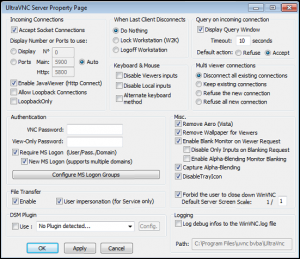 UltraVNC Server Property Page
Incoming Connections
Accept Socket Connections
Display Number or Ports to use:
Display N° 0
Ports Main: 5900 Auto
Http: 5800
Enable JavaViewer (Http Connect)
Allow Loopback Connections
LoopbackOnly
When Last Client Disconnects
Do Nothing
Lock Workstation (W2K)
Logoff Workstation
Keyboard & Mouse
Disable Viewers inputs
Disable Local inputs
Alternate keyboard
method
Query on incoming connection
Display Query Window
Timeout: 10 seconds
Default action: Refuse Accept
Multi viewer connections
Disconnect all existing connections
Keep existing connections
Refuse the new connection
Refuse all new connection
Authentication
VNC Password:
View-Only Password:
Require MS Logon (User/Pass./Domain)
New MS Logon (supports multiple domains)
Configure MS Logon Groups
Misc.
Remove Aero (Vista)
Remove Wallpaper for Viewers
Enable Blank Monitor on Viewer Request
Disable Only Inputs on Blanking Request
Enable Alpha-Blending Monitor Blanking
Capture Alpha-Blending
DisableTrayIcon
Forbid the user to close down WinVNC
Default Server Screen Scale: 1 / 1
File Transfer
Enable User impersonation (for Service only)
DSM Plugin
Use : No Plugin detected... Config.
Logging
Log debug infos to the WinVNC.log file
Path: C:\Program Files\uvnc bvba\UltraVnc
OK Apply Cancel